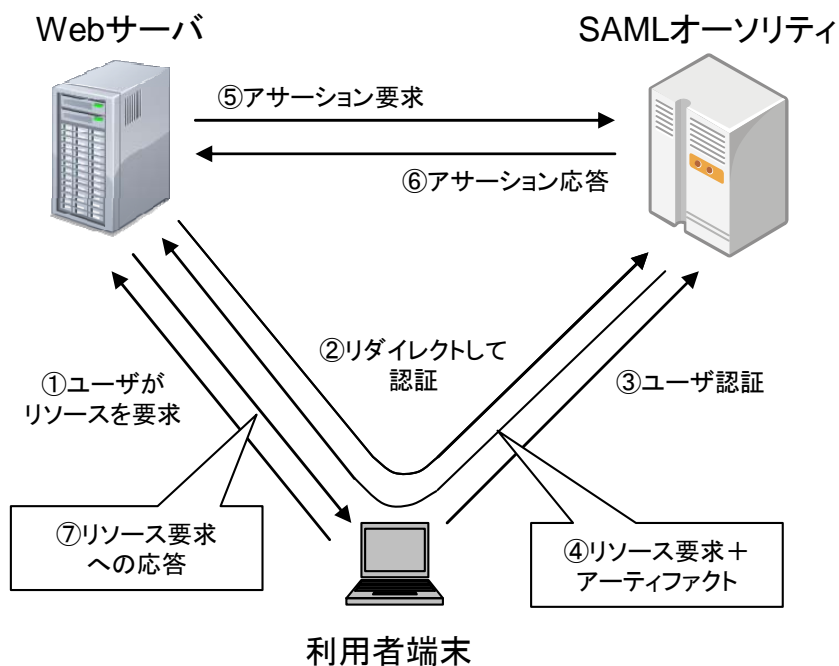 Webサーバ
SAMLオーソリティ
⑤アサーション要求
⑥アサーション応答
②リダイレクトして
認証
①ユーザが
リソースを要求
③ユーザ認証
⑦リソース要求
への応答
④リソース要求＋
アーティファクト
利用者端末